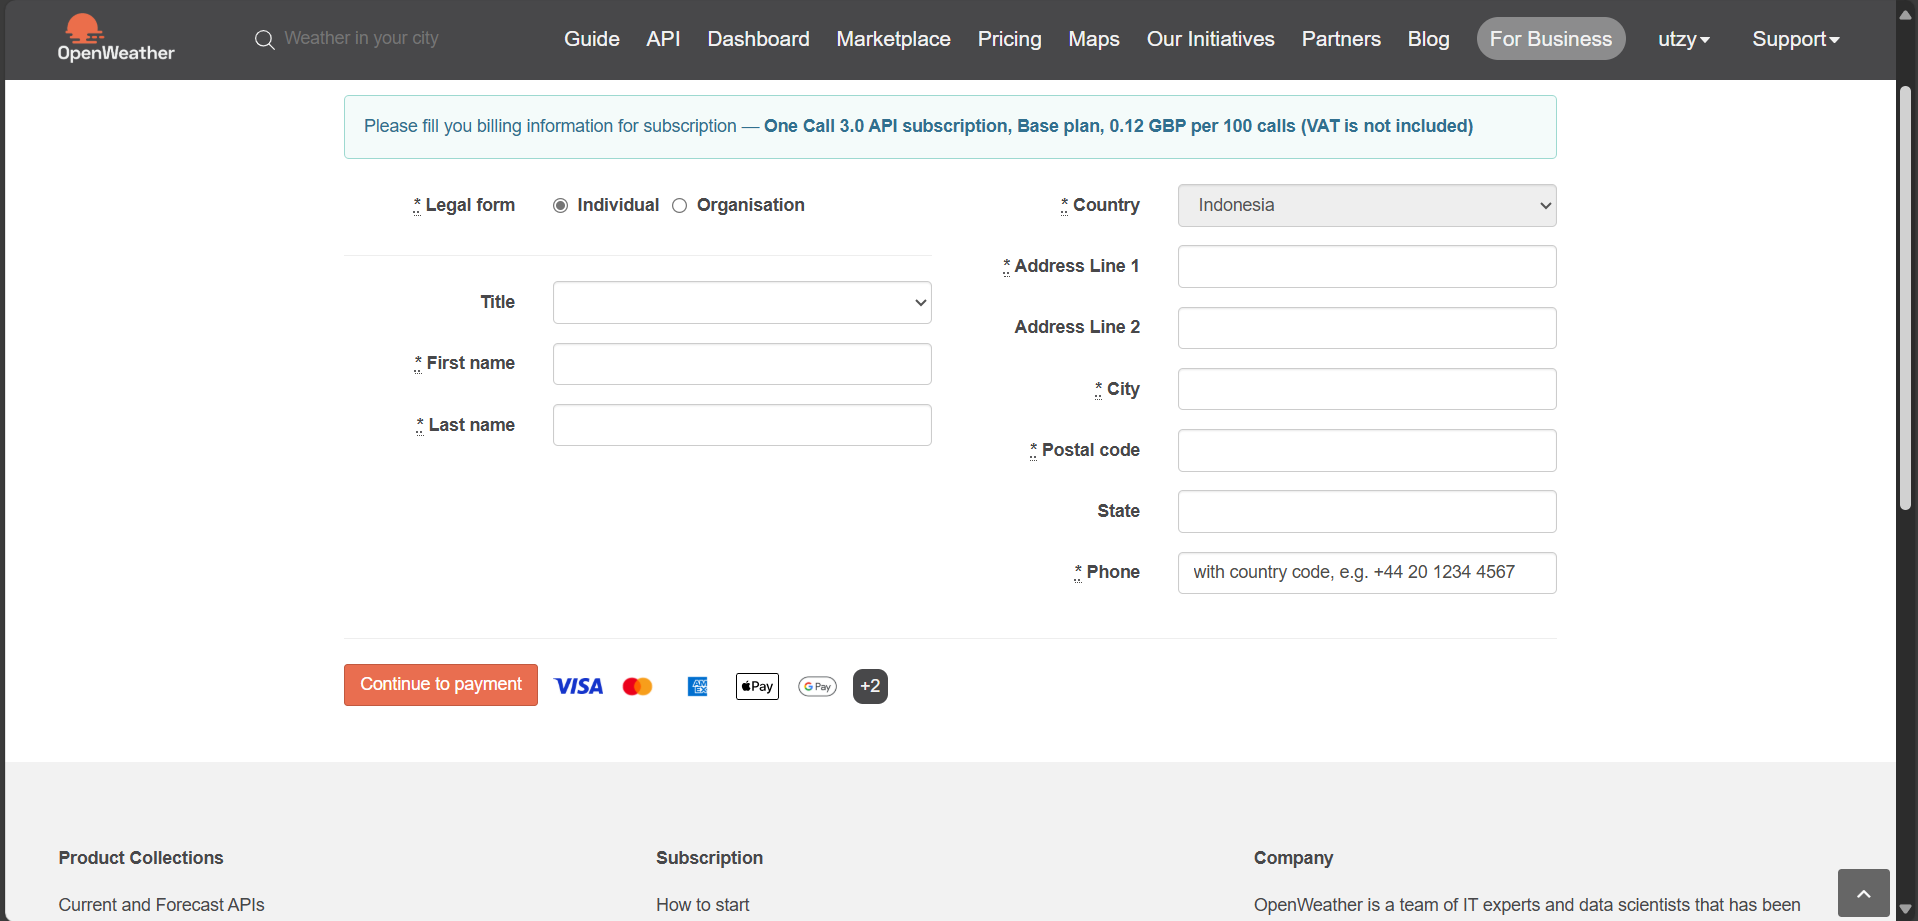 OpenWeather
Weather in your city
Guide
API
Dashboard
Marketplace
Pricing
Maps
Our Initiatives
Partners
Blog
For Business
utzy
Support
Please fill you billing information for subscription — One Call 3.0 API subscription, Base plan, 0.12 GBP per 100 calls (VAT is not included)
* Legal form
Individual
Organisation
Title
* First name
* Last name
* Country
Indonesia
* Address Line 1
Address Line 2
* City
* Postal code
State
* Phone
with country code, e.g. +44 20 1234 4567
Continue to payment
VISA
AMEX
Pay
G Pay
+2
Product Collections
Current and Forecast APIs
Subscription
How to start
Company
OpenWeather is a team of IT experts and data scientists that has been